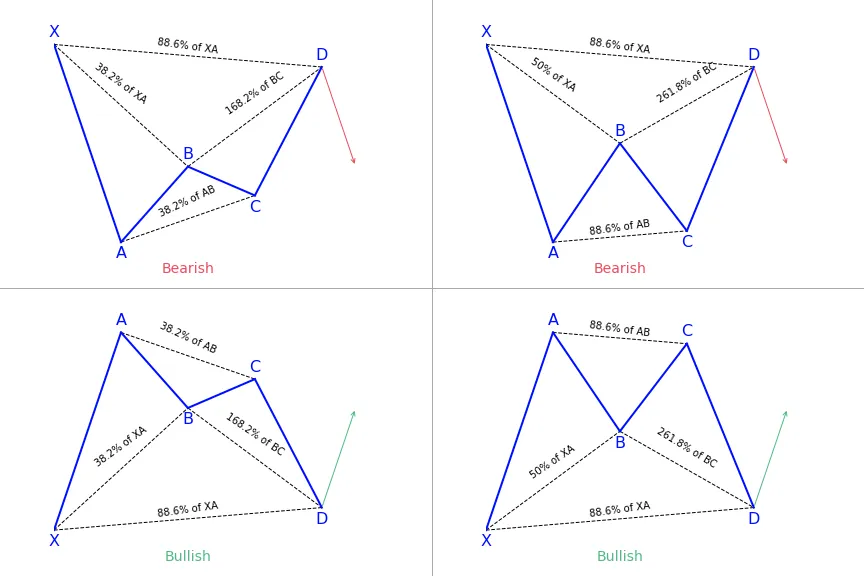 X
88.6% of XA
D
38.2% of XA
168.2% of BC
B
38.2% of AB
C
A
Bearish
X
88.6% of XA
D
50% of XA
261.8% of BC
B
88.6% of AB
C
A
Bearish
A
38.2% of AB
C
B
38.2% of XA
168.2% of BC
88.6% of XA
X
D
Bullish
A
88.6% of AB
C
B
50% of XA
261.8% of BC
88.6% of XA
X
D
Bullish